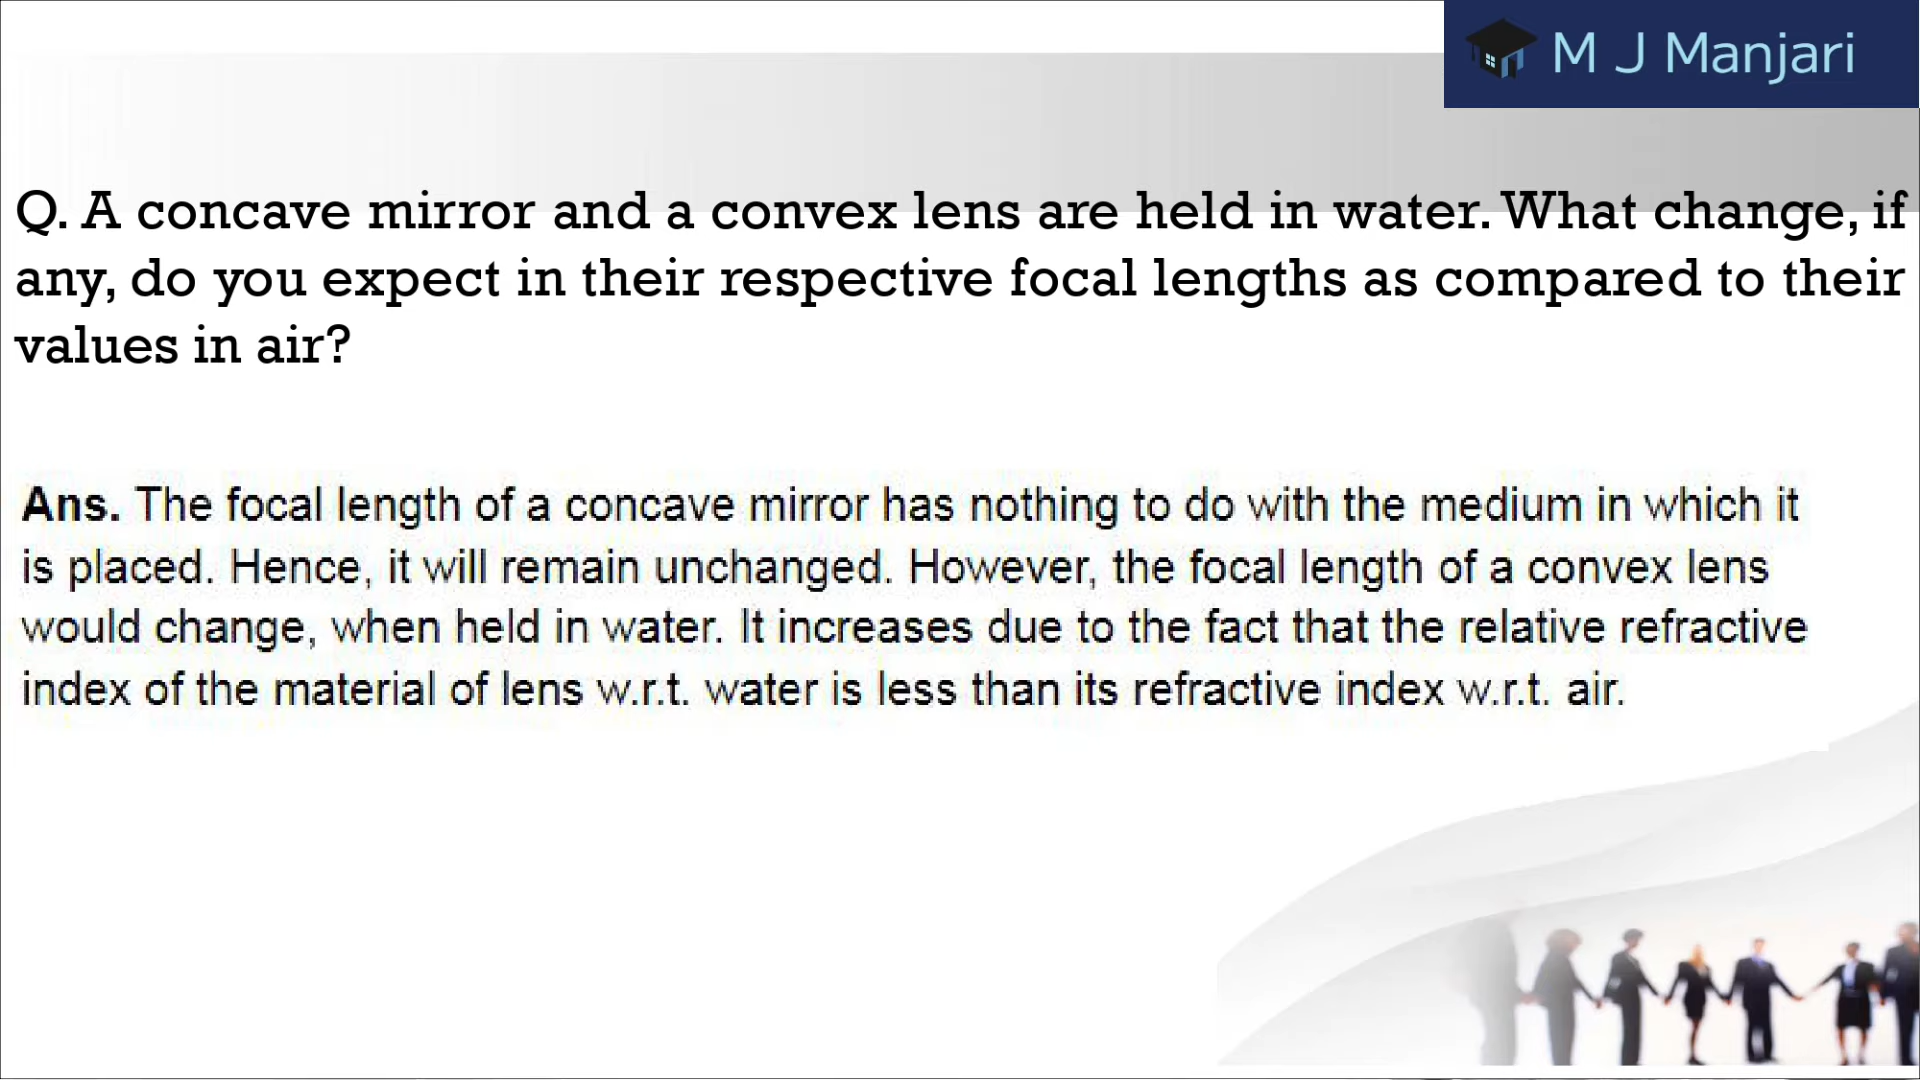 M J Manjari
Q. A concave mirror and a convex lens are held in water. What change, if
any, do you expect in their respective focal lengths as compared to their
values in air?
Ans. The focal length of a concave mirror has nothing to do with the medium in which it
is placed. Hence, it will remain unchanged. However, the focal length of a convex lens
would change, when held in water. It increases due to the fact that the relative refractive
index of the material of lens w.r.t. water is less than its refractive index w.r.t. air.